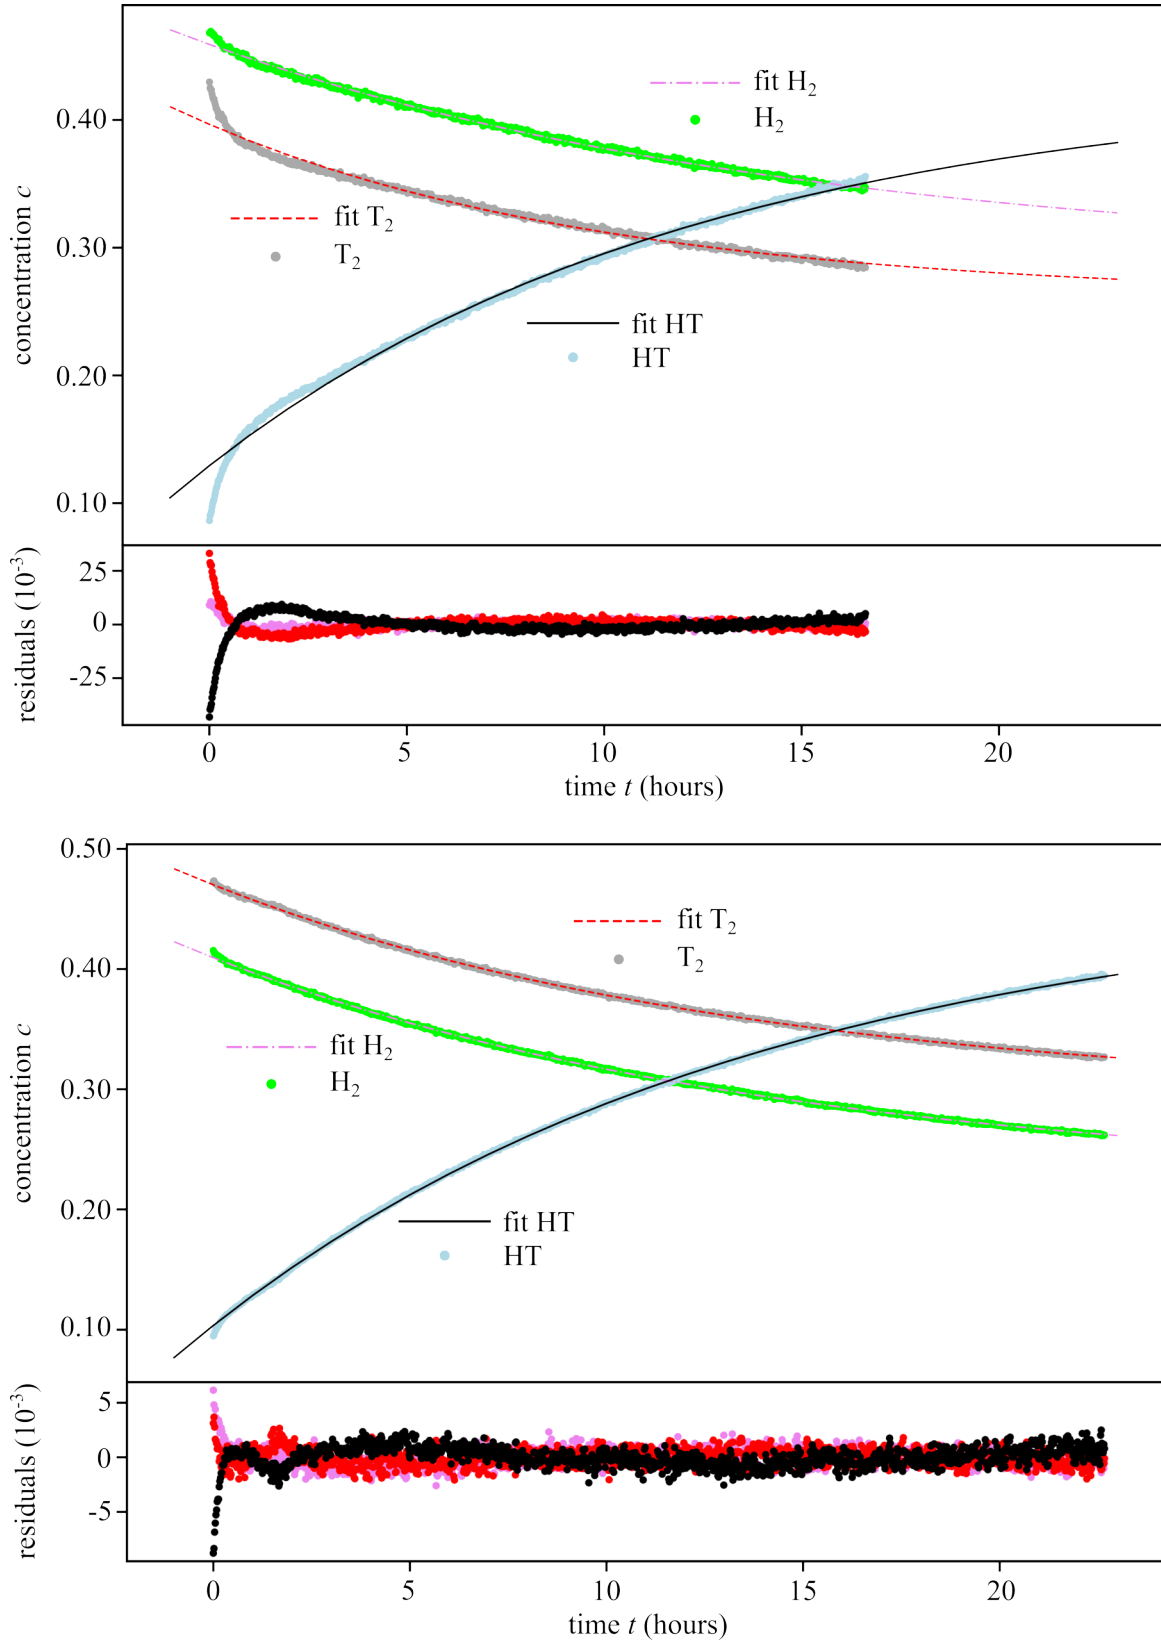 fit H₂
H₂
0.40
fit T₂
T₂
0.30
fit HT
HT
0.20
0.10
concentration c
25
0
-25
residuals (10⁻³)
0 5 10 15 20
time t (hours)
0.50
fit T₂
T₂
0.40
fit H₂
H₂
0.30
0.20
fit HT
HT
0.10
concentration c
5
0
-5
residuals (10⁻³)
0 5 10 15 20
time t (hours)